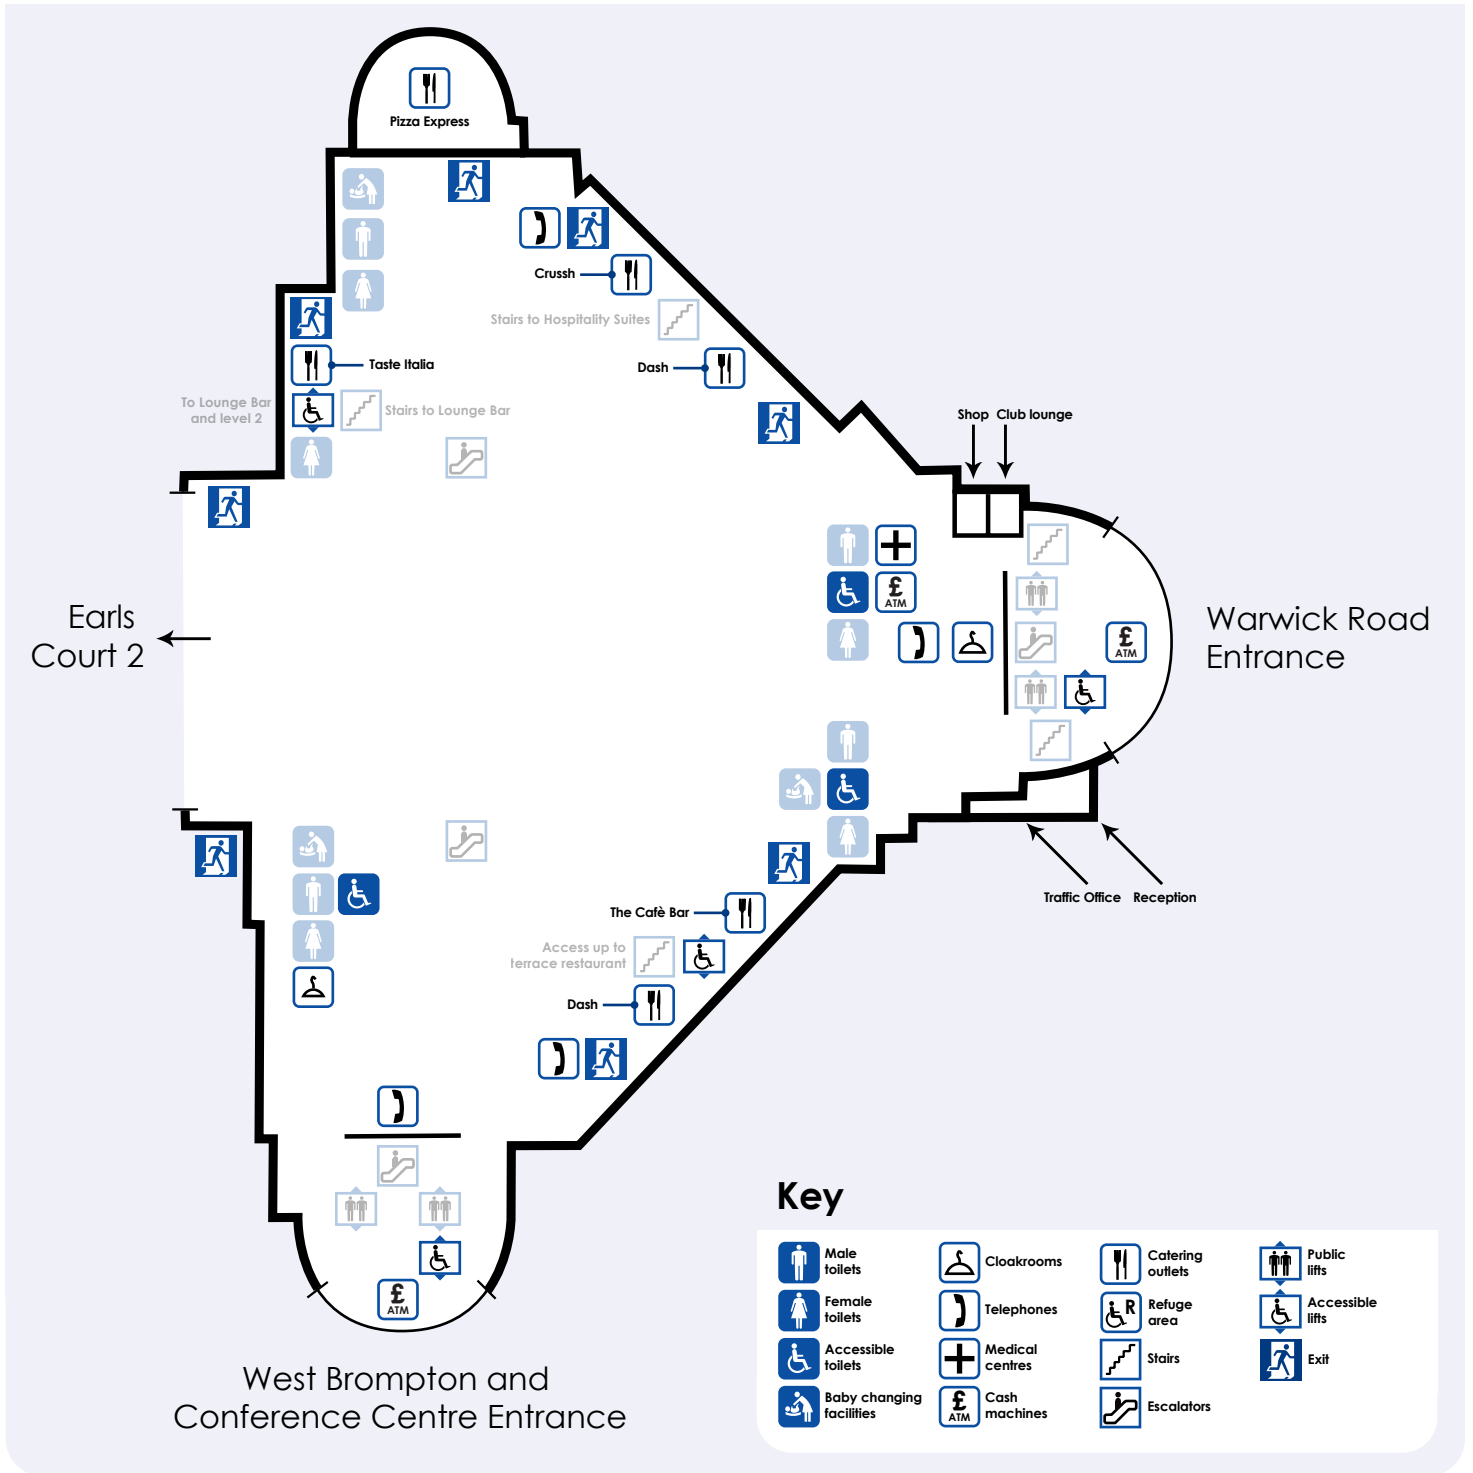 Pizza Express
Crussh
Stairs to Hospitality Suites
Taste Italia
Dash
To Lounge Bar
and level 2
Stairs to Lounge Bar
Shop
Club lounge
£
ATM
Earls
Court 2
Warwick Road
Entrance
£
ATM
The Cafè Bar
Traffic Office
Reception
Access up to
terrace restaurant
Dash
£
ATM
West Brompton and
Conference Centre Entrance
Key
Male
toilets
Female
toilets
Accessible
toilets
Baby changing
facilities
Cloakrooms
Telephones
Medical
centres
£
ATM
Cash
machines
Catering
outlets
R
Refuge
area
Stairs
Escalators
Public
lifts
Accessible
lifts
Exit